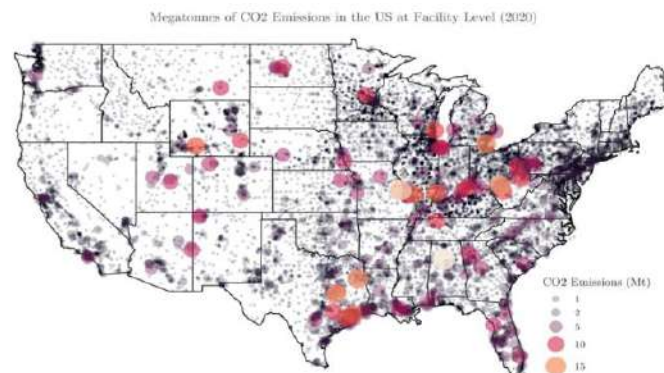 Megatonnes of CO2 Emissions in the US at Facility Level (2020)
CO2 Emissions (Mt)
1
2
5
10
15